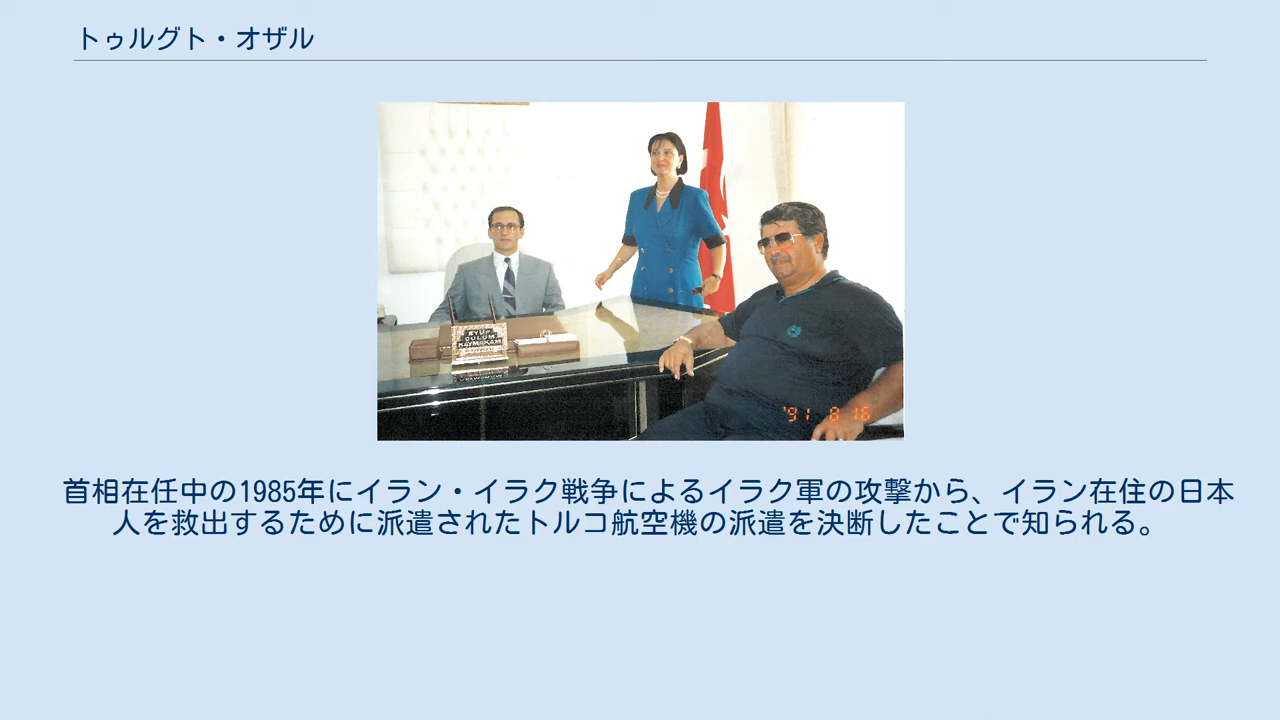 トゥルグト・オザル
EYÜP
ÇULUM
KAYMAKAM
'91 8 16
首相在任中の1985年にイラン・イラク戦争によるイラク軍の攻撃から、イラン在住の日本
人を救出するために派遣されたトルコ航空機の派遣を決断したことで知られる。